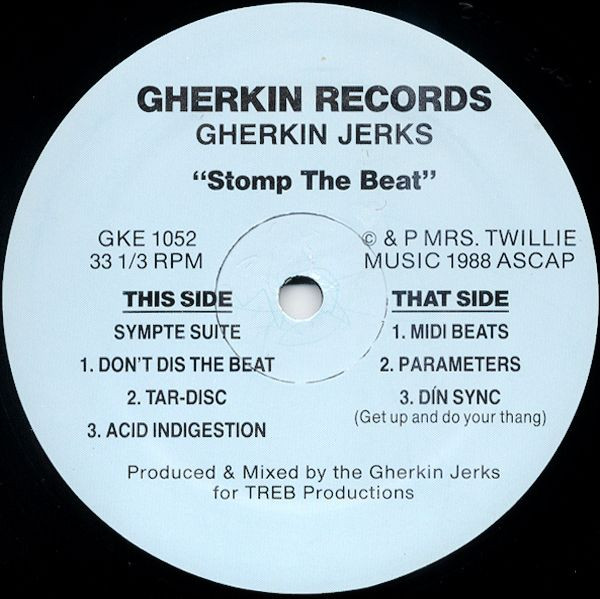 GHERKIN RECORDS
GHERKIN JERKS
"Stomp The Beat"
GKE 1052
33 1/3 RPM
© & P MRS. TWILLIE
MUSIC 1988 ASCAP
THIS SIDE
SYMPTE SUITE
1. DON'T DIS THE BEAT
2. TAR-DISC
3. ACID INDIGESTION
THAT SIDE
1. MIDI BEATS
2. PARAMETERS
3. DÍN SYNC
(Get up and do your thang)
Produced & Mixed by the Gherkin Jerks
for TREB Productions